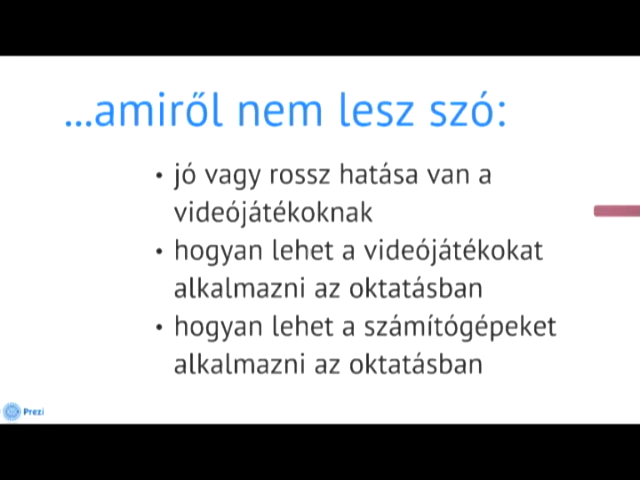 ...amiről nem lesz szó:
• jó vagy rossz hatása van a
videójátékoknak
• hogyan lehet a videójátékokat
alkalmazni az oktatásban
• hogyan lehet a számítógépeket
alkalmazni az oktatásban
Prezi